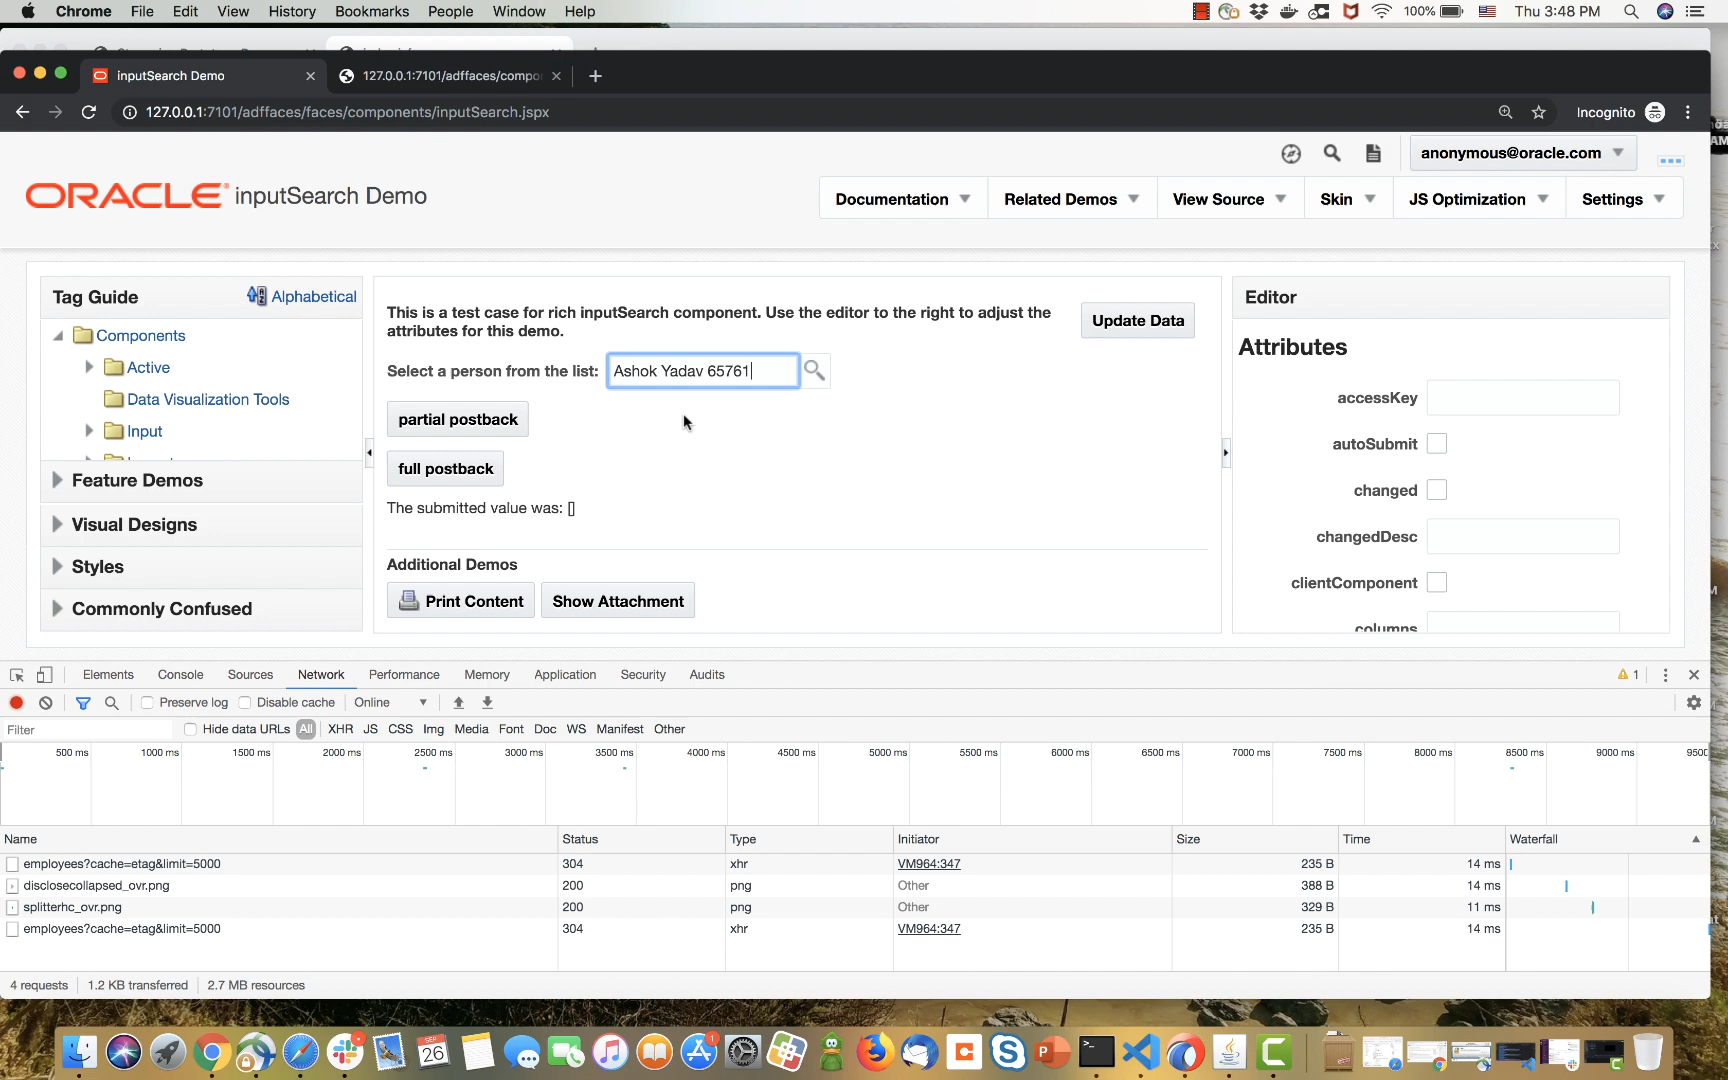 Chrome File Edit View History Bookmarks People Window Help
100% Thu 3:48 PM
inputSearch Demo
127.0.0.1:7101/adffaces/compo
127.0.0.1:7101/adffaces/faces/components/inputSearch.jspx
Incognito
anonymous@oracle.com
ORACLE inputSearch Demo
Documentation Related Demos View Source Skin JS Optimization Settings
Tag Guide
Alphabetical
Components
Active
Data Visualization Tools
Input
Feature Demos
Visual Designs
Styles
Commonly Confused
This is a test case for rich inputSearch component. Use the editor to the right to adjust the
attributes for this demo.
Update Data
Select a person from the list: Ashok Yadav 65761
partial postback
full postback
The submitted value was: []
Additional Demos
Print Content Show Attachment
Editor
Attributes
accessKey
autoSubmit
changed
changedDesc
clientComponent
columns
Elements Console Sources Network Performance Memory Application Security Audits
1
Preserve log Disable cache Online
Filter Hide data URLs All XHR JS CSS Img Media Font Doc WS Manifest Other
500 ms 1000 ms 1500 ms 2000 ms 2500 ms 3000 ms 3500 ms 4000 ms 4500 ms 5000 ms 5500 ms 6000 ms 6500 ms 7000 ms 7500 ms 8000 ms 8500 ms 9000 ms 950
Name Status Type Initiator Size Time Waterfall
employees?cache=etag&limit=5000 304 xhr VM964:347 235 B 14 ms
disclosecollapsed_ovr.png 200 png Other 388 B 14 ms
splitterhc_ovr.png 200 png Other 329 B 11 ms
employees?cache=etag&limit=5000 304 xhr VM964:347 235 B 14 ms
4 requests 1.2 KB transferred 2.7 MB resources
SEP
26
1